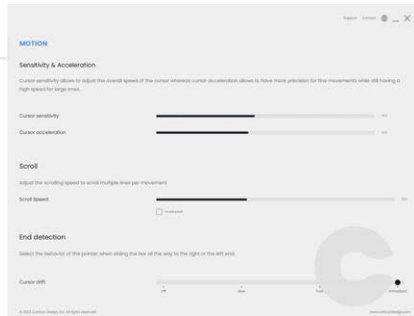 Support Contact
MOTION
Sensitivity & Acceleration
Cursor sensitivity allows to adjust the overall speed of the cursor whereas cursor acceleration allows to have more precision for fine movements while still having a
high speed for large ones.
Cursor sensitivity
Cursor acceleration
Scroll
Adjust the scrolling speed to scroll multiple lines per movement
Scroll Speed
End detection
Select the behavior of the pointer when sliding the bar all the way to the right or the left end.
Cursor drift
Off Slow Fast